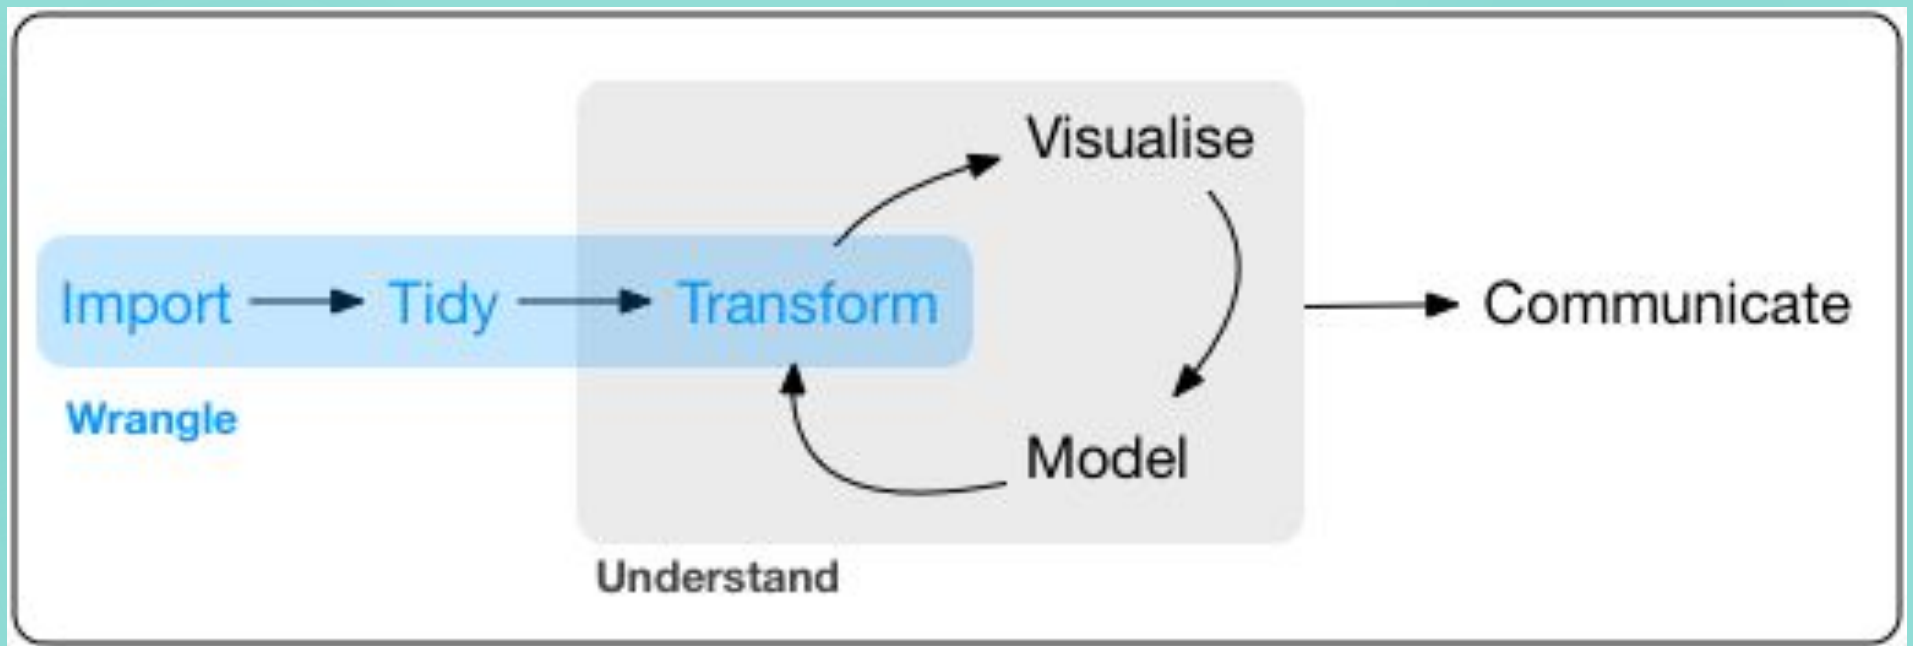 Visualise
Import
Tidy
Transform
Communicate
Wrangle
Model
Understand